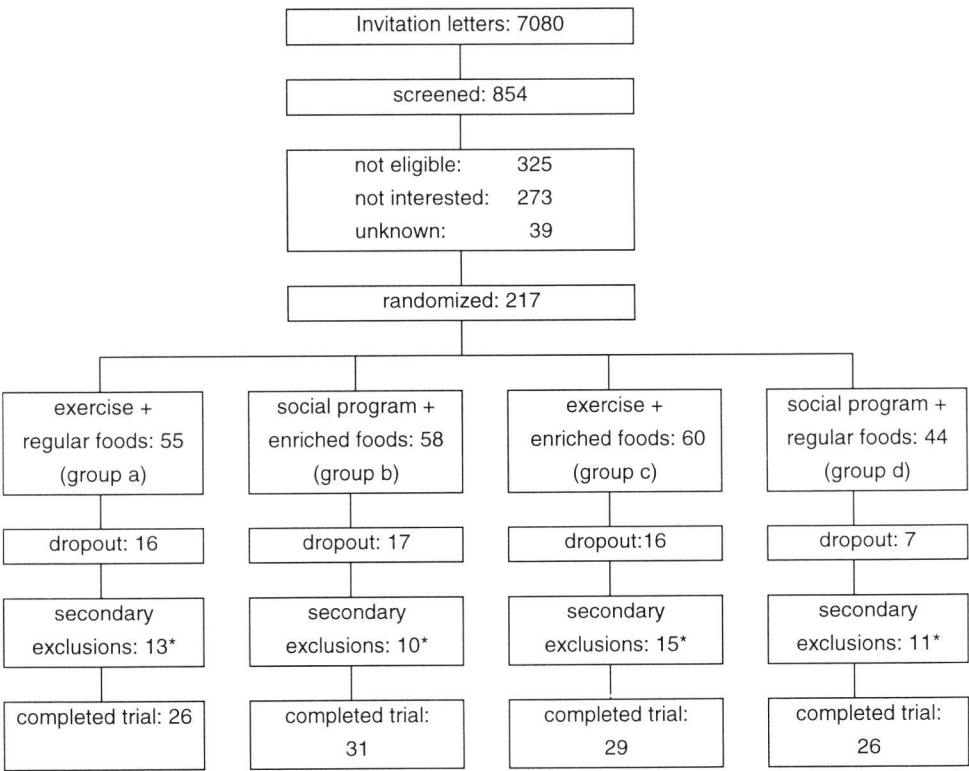 Invitation letters: 7080
screened: 854
not eligible: 325
not interested: 273
unknown: 39
randomized: 217
exercise +
regular foods: 55
(group a)
social program +
enriched foods: 58
(group b)
exercise +
enriched foods: 60
(group c)
social program +
regular foods: 44
(group d)
dropout: 16
dropout: 17
dropout:16
dropout: 7
secondary
exclusions: 13*
secondary
exclusions: 10*
secondary
exclusions: 15*
secondary
exclusions: 11*
completed trial: 26
completed trial:
31
completed trial:
29
completed trial:
26